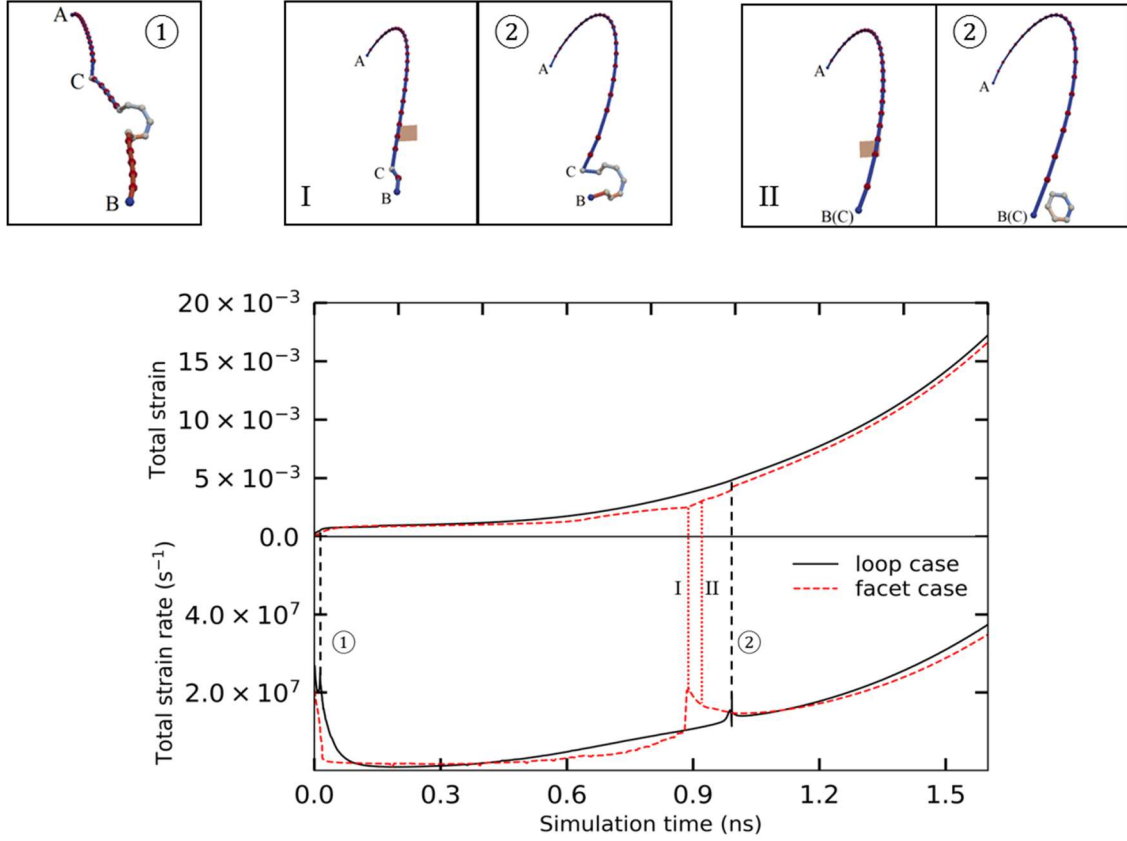 A
①
C
B
A
②
A
C
I
B
C
B
A
②
A
II
B(C)
B(C)
20 × 10⁻³
15 × 10⁻³
10 × 10⁻³
5 × 10⁻³
0.0
Total strain
loop case
facet case
4.0 × 10⁷
I
II
①
②
2.0 × 10⁷
Total strain rate (s⁻¹)
0.0
0.3
0.6
0.9
1.2
1.5
Simulation time (ns)